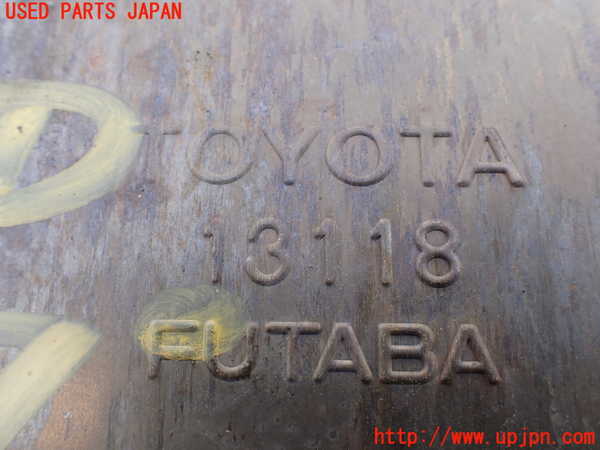 USED PARTS JAPAN
TOYOTA
13118
FUTABA
http://www.upjpn.com